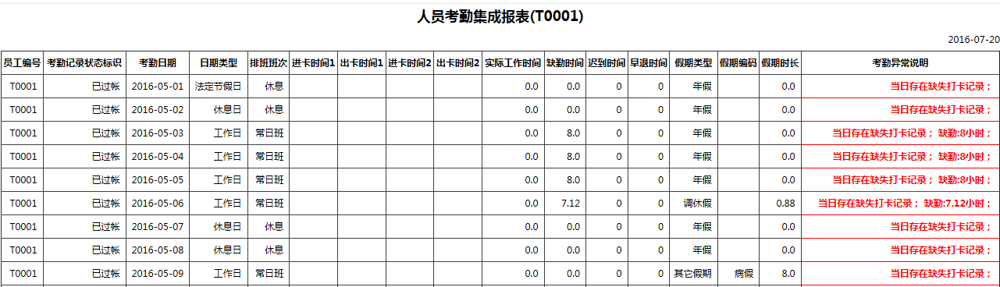 人员考勤集成报表(T0001)
2016-07-20
员工编号 考勤记录状态标识 考勤日期 日期类型 排班班次 进卡时间1 出卡时间1 进卡时间2 出卡时间2 实际工作时间 缺勤时间 迟到时间 早退时间 假期类型 假期编码 假期时长 考勤异常说明
T0001 已过帐 2016-05-01 法定节假日 休息 0.0 0.0 0 0 年假 0.0 当日存在缺失打卡记录；
T0001 已过帐 2016-05-02 休息日 休息 0.0 0.0 0 0 年假 0.0 当日存在缺失打卡记录；
T0001 已过帐 2016-05-03 工作日 常日班 0.0 8.0 0 0 年假 0.0 当日存在缺失打卡记录； 缺勤:8小时；
T0001 已过帐 2016-05-04 工作日 常日班 0.0 8.0 0 0 年假 0.0 当日存在缺失打卡记录； 缺勤:8小时；
T0001 已过帐 2016-05-05 工作日 常日班 0.0 8.0 0 0 年假 0.0 当日存在缺失打卡记录； 缺勤:8小时；
T0001 已过帐 2016-05-06 工作日 常日班 0.0 7.12 0 0 调休假 0.88 当日存在缺失打卡记录； 缺勤:7.12小时；
T0001 已过帐 2016-05-07 休息日 休息 0.0 0.0 0 0 年假 0.0 当日存在缺失打卡记录；
T0001 已过帐 2016-05-08 休息日 休息 0.0 0.0 0 0 年假 0.0 当日存在缺失打卡记录；
T0001 已过帐 2016-05-09 工作日 常日班 0.0 0.0 0 0 其它假期 病假 8.0 当日存在缺失打卡记录；